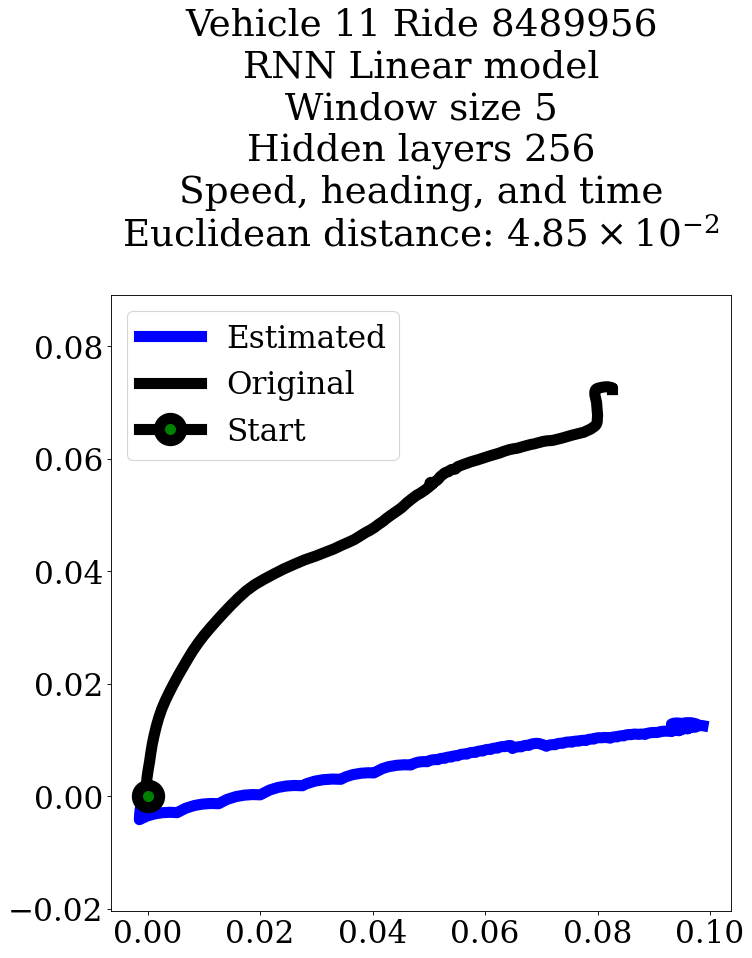 Vehicle 11 Ride 8489956
RNN Linear model
Window size 5
Hidden layers 256
Speed, heading, and time
Euclidean distance: 4.85 × 10⁻²
Estimated
Original
Start
0.08
0.06
0.04
0.02
0.00
−0.02
0.00 0.02 0.04 0.06 0.08 0.10